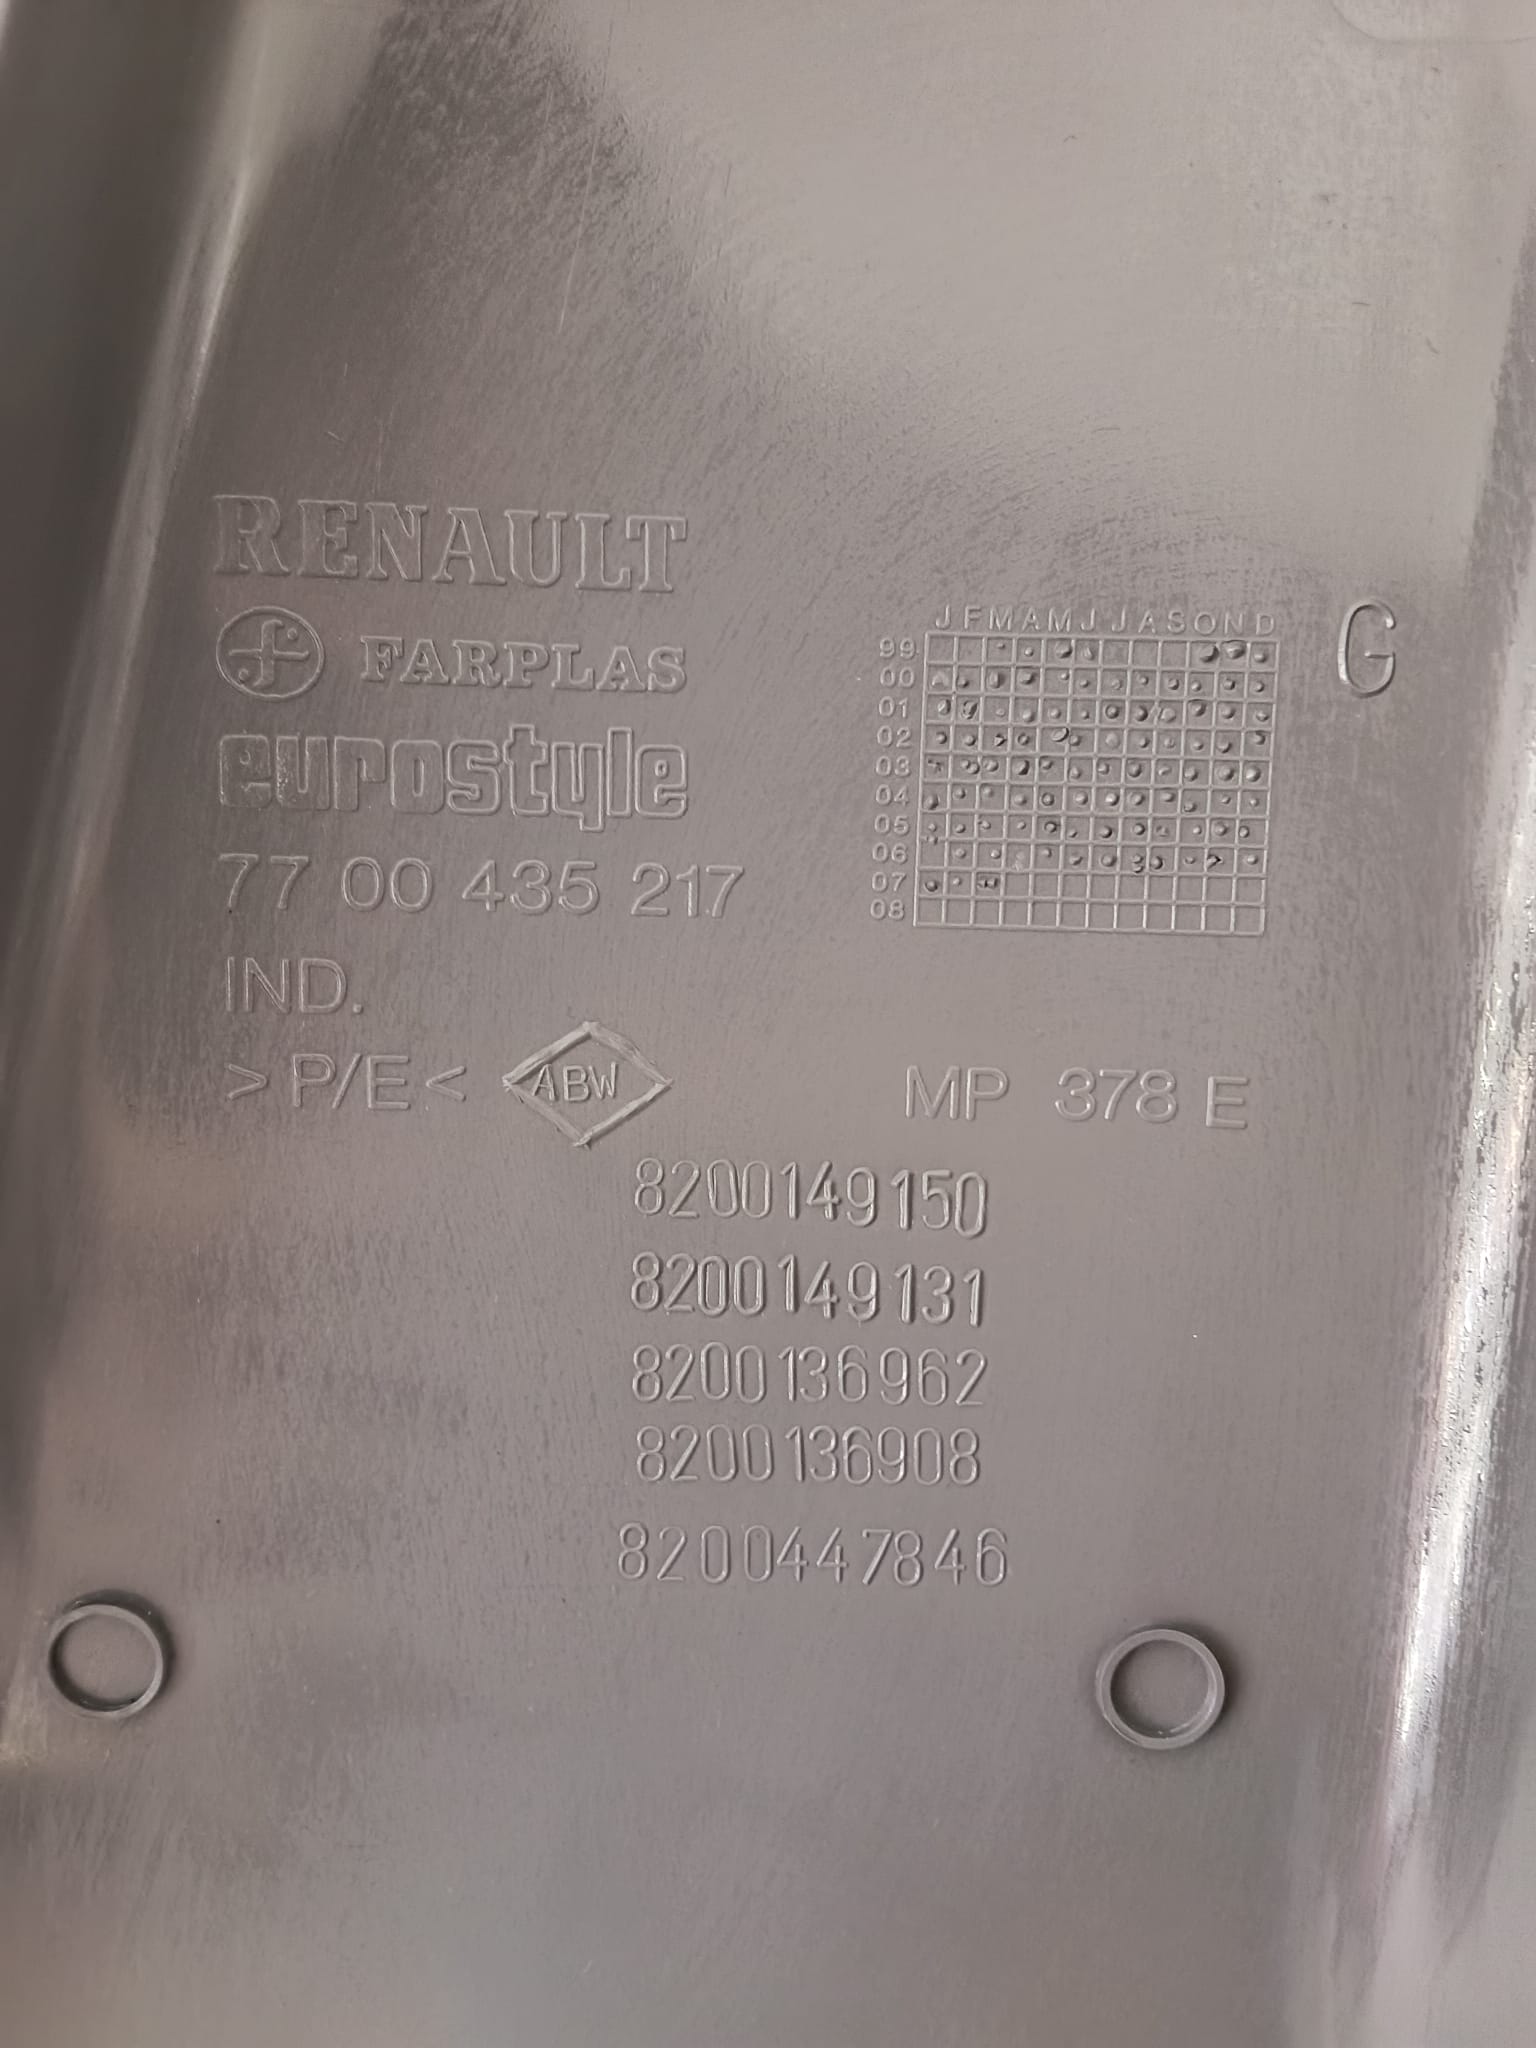 RENAULT
FARPLAS
eurostyle
77 00 435 217
IND.
>P/E< ABW
J F M A M J J A S O N D
99
00
01
02
03
04
05
06
07
08
G
MP 378 E
8200149150
8200149131
8200136962
8200136908
8200447846